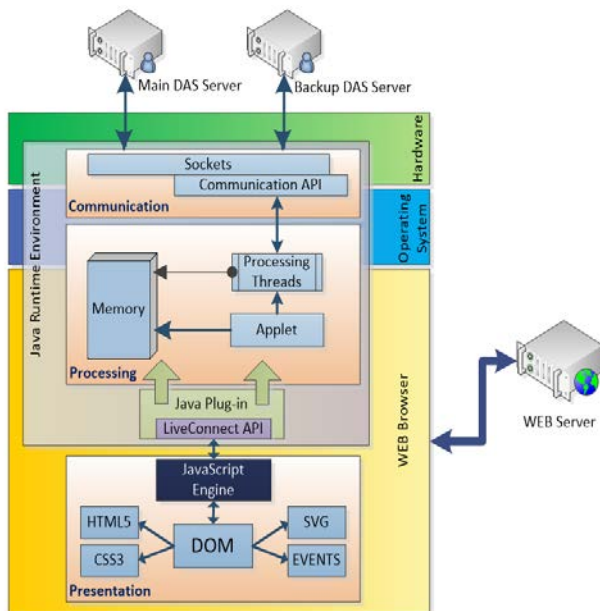 Main DAS Server
Backup DAS Server
Hardware
Sockets
Communication API
Communication
Operating
System
Java Runtime Environment
Processing
Threads
Memory
Applet
Processing
Java Plug-in
LiveConnect API
WEB Browser
WEB Server
JavaScript
Engine
HTML5
SVG
DOM
CSS3
EVENTS
Presentation